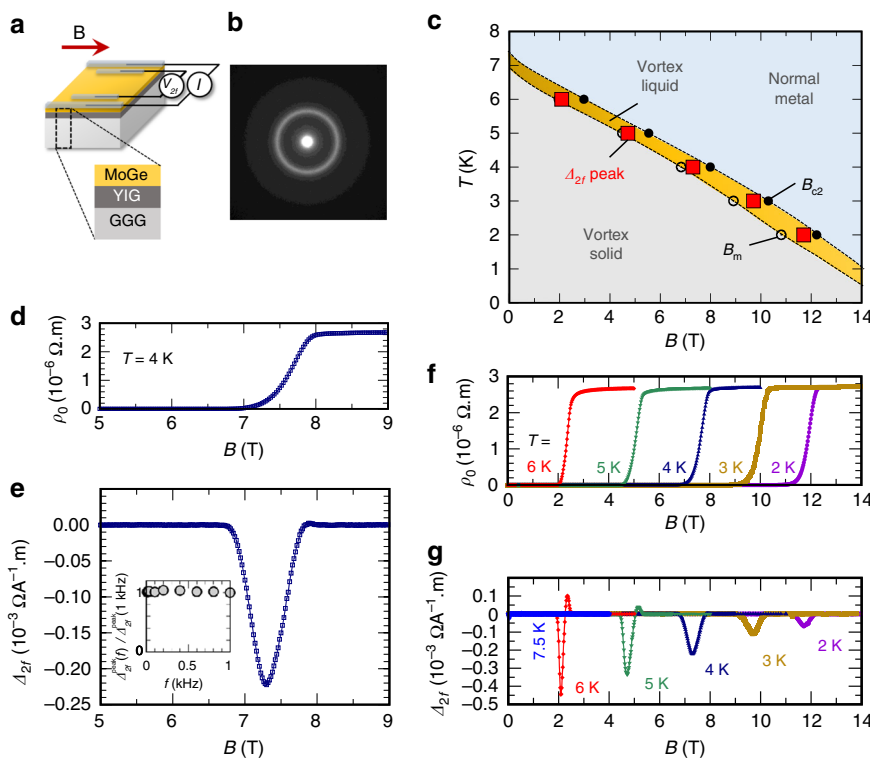 a
B
V2f
I
MoGe
YIG
GGG
b
c
T (K)
8
7
6
5
4
3
2
1
0
Vortex
liquid
Normal
metal
Δ2f peak
Bc2
Vortex
solid
Bm
0 2 4 6 8 10 12 14
B (T)
d
ρ0 (10−6 Ω.m)
3
2
1
0
T = 4 K
5 6 7 8 9
B (T)
e
Δ2f (10−3 ΩA−1.m)
0.00
−0.05
−0.10
−0.15
−0.20
−0.25
Δ2f peak(f) / Δ2f peak(1 kHz)
1
0
0 1
f (kHz)
5 6 7 8 9
B (T)
f
ρ0 (10−6 Ω.m)
3
2
1
0
T =
6 K 5 K 4 K 3 K 2 K
0 2 4 6 8 10 12 14
B (T)
g
Δ2f (10−3 ΩA−1.m)
0.1
0
−0.1
−0.2
−0.3
−0.4
−0.5
7.5 K
6 K
5 K
4 K
3 K
2 K
0 2 4 6 8 10 12 14
B (T)